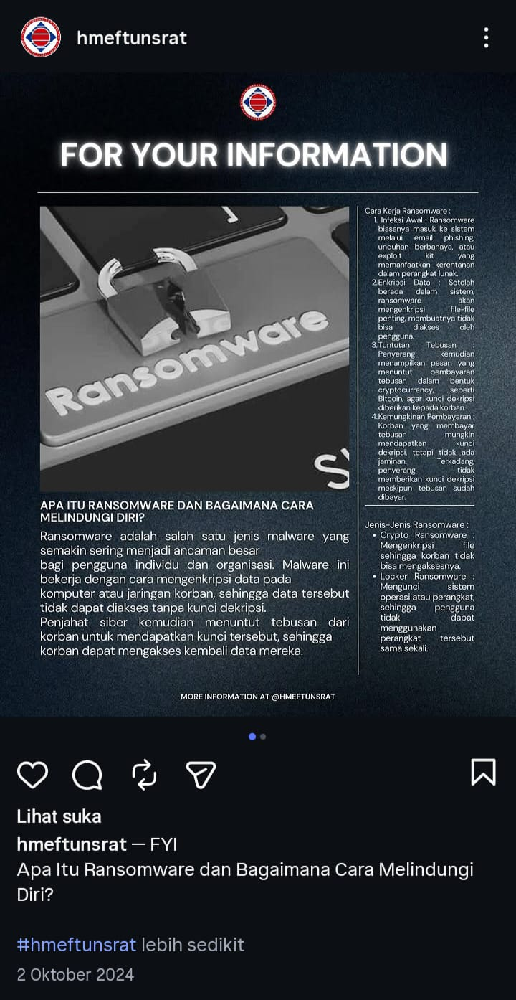 hmeftunsrat
FOR YOUR INFORMATION
Ransomware
APA ITU RANSOMWARE DAN BAGAIMANA CARA
MELINDUNGI DIRI?
Ransomware adalah salah satu jenis malware yang
semakin sering menjadi ancaman besar
bagi pengguna individu dan organisasi. Malware ini
bekerja dengan cara mengenkripsi data pada
komputer atau jaringan korban, sehingga data tersebut
tidak dapat diakses tanpa kunci dekripsi.
Penjahat siber kemudian menuntut tebusan dari
korban untuk mendapatkan kunci tersebut, sehingga
korban dapat mengakses kembali data mereka.
Cara Kerja Ransomware :
1. Infeksi Awal : Ransomware
biasanya masuk ke sistem
melalui email phishing,
unduhan berbahaya, atau
exploit kit yang
memanfaatkan kerentanan
dalam perangkat lunak.
2.Enkripsi Data : Setelah
berada dalam sistem,
ransomware akan
mengenkripsi file-file
penting, membuatnya tidak
bisa diakses oleh
pengguna.
3.Tuntutan Tebusan :
Penyerang kemudian
menampilkan pesan yang
menuntut pembayaran
tebusan dalam bentuk
cryptocurrency, seperti
Bitcoin, agar kunci dekripsi
diberikan kepada korban.
4.Kemungkinan Pembayaran :
Korban yang membayar
tebusan mungkin
mendapatkan kunci
dekripsi, tetapi tidak ada
jaminan. Terkadang,
penyerang tidak
memberikan kunci dekripsi
meskipun tebusan sudah
dibayar.
Jenis-Jenis Ransomware :
• Crypto Ransomware :
Mengenkripsi file
sehingga korban tidak
bisa mengaksesnya.
• Locker Ransomware :
Mengunci sistem
operasi atau perangkat,
sehingga pengguna
tidak dapat
menggunakan
perangkat tersebut
sama sekali.
MORE INFORMATION AT @HMEFTUNSRAT
Lihat suka
hmeftunsrat — FYI
Apa Itu Ransomware dan Bagaimana Cara Melindungi
Diri?
#hmeftunsrat lebih sedikit
2 Oktober 2024